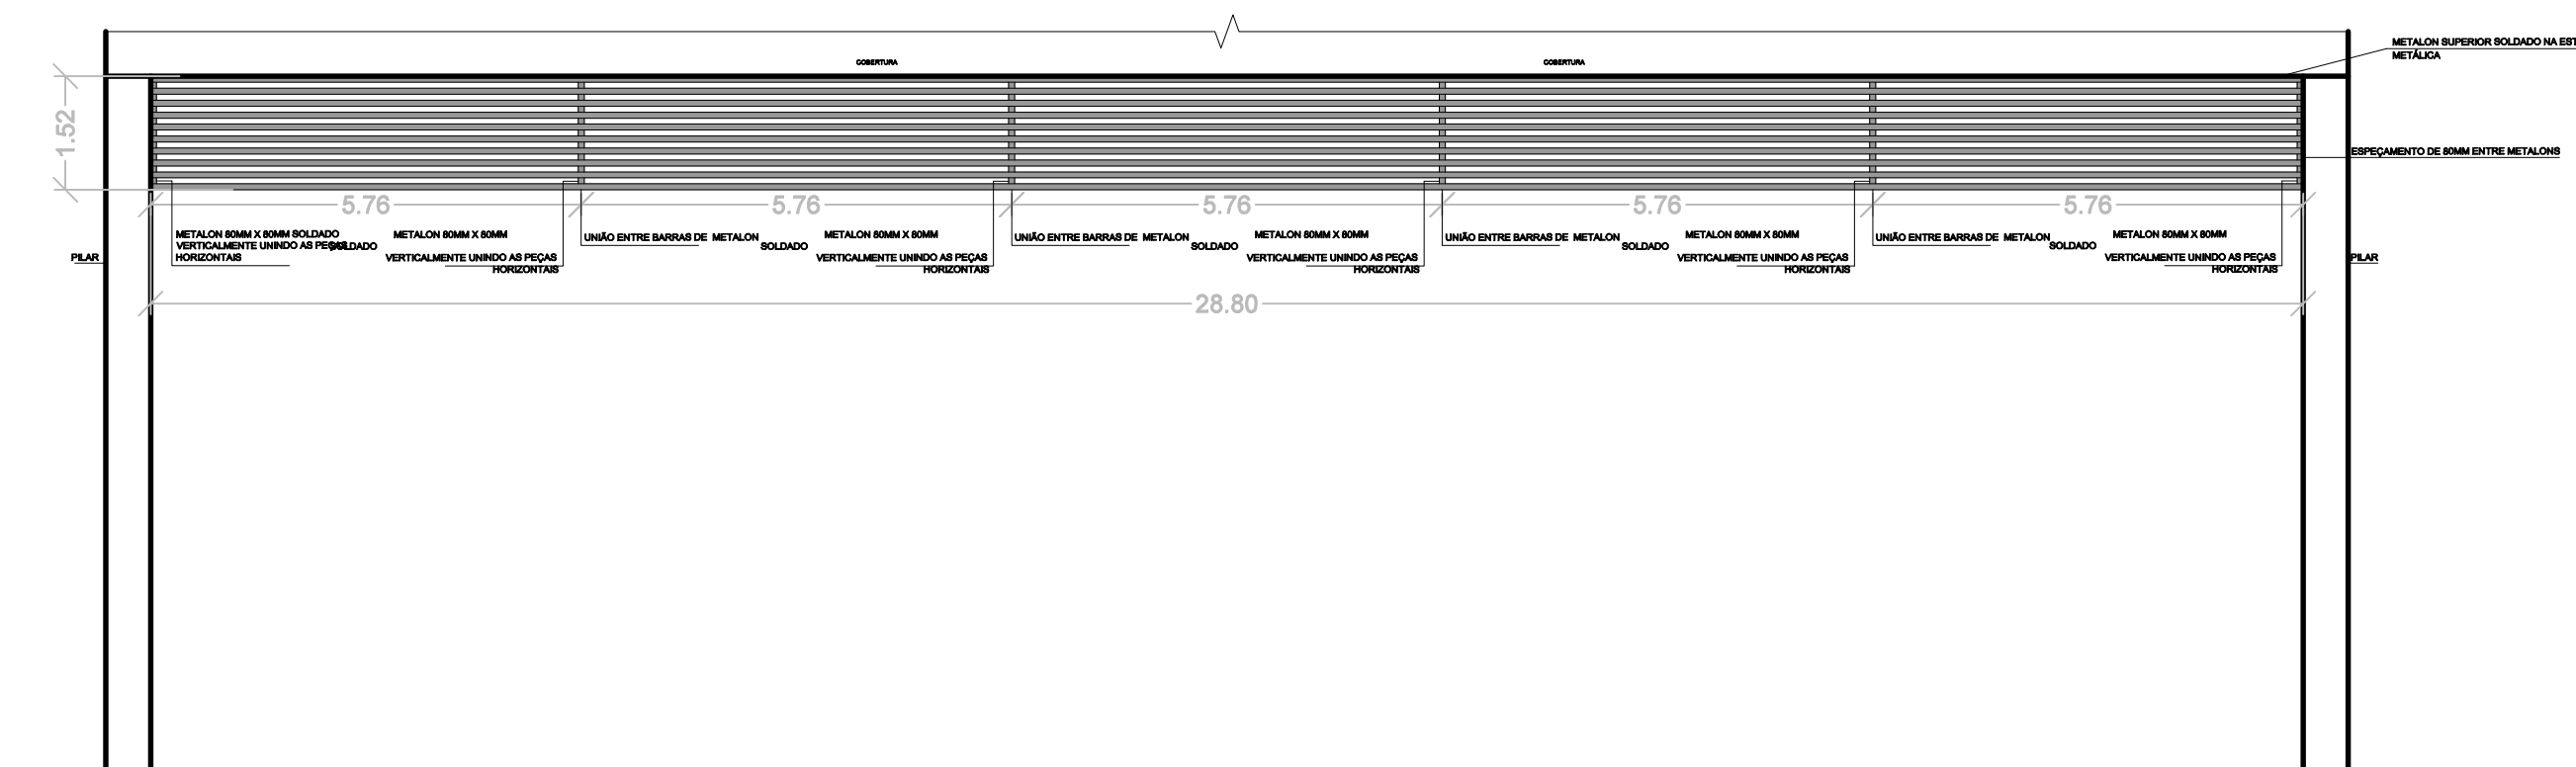 COBERTURA
COBERTURA
METALON SUPERIOR SOLDADO NA EST
METÁLICA
1.52
ESPEÇAMENTO DE 80MM ENTRE METALONS
5.76
5.76
5.76
5.76
5.76
METALON 80MM X 80MM SOLDADO
VERTICALMENTE UNINDO AS PEÇAS
HORIZONTAIS
SOLDADO
METALON 80MM X 80MM
VERTICALMENTE UNINDO AS PEÇAS
HORIZONTAIS
UNIÃO ENTRE BARRAS DE METALON
SOLDADO
METALON 80MM X 80MM
VERTICALMENTE UNINDO AS PEÇAS
HORIZONTAIS
UNIÃO ENTRE BARRAS DE METALON
SOLDADO
METALON 80MM X 80MM
VERTICALMENTE UNINDO AS PEÇAS
HORIZONTAIS
UNIÃO ENTRE BARRAS DE METALON
SOLDADO
METALON 80MM X 80MM
VERTICALMENTE UNINDO AS PEÇAS
HORIZONTAIS
UNIÃO ENTRE BARRAS DE METALON
SOLDADO
METALON 80MM X 80MM
VERTICALMENTE UNINDO AS PEÇAS
HORIZONTAIS
PILAR
PILAR
28.80